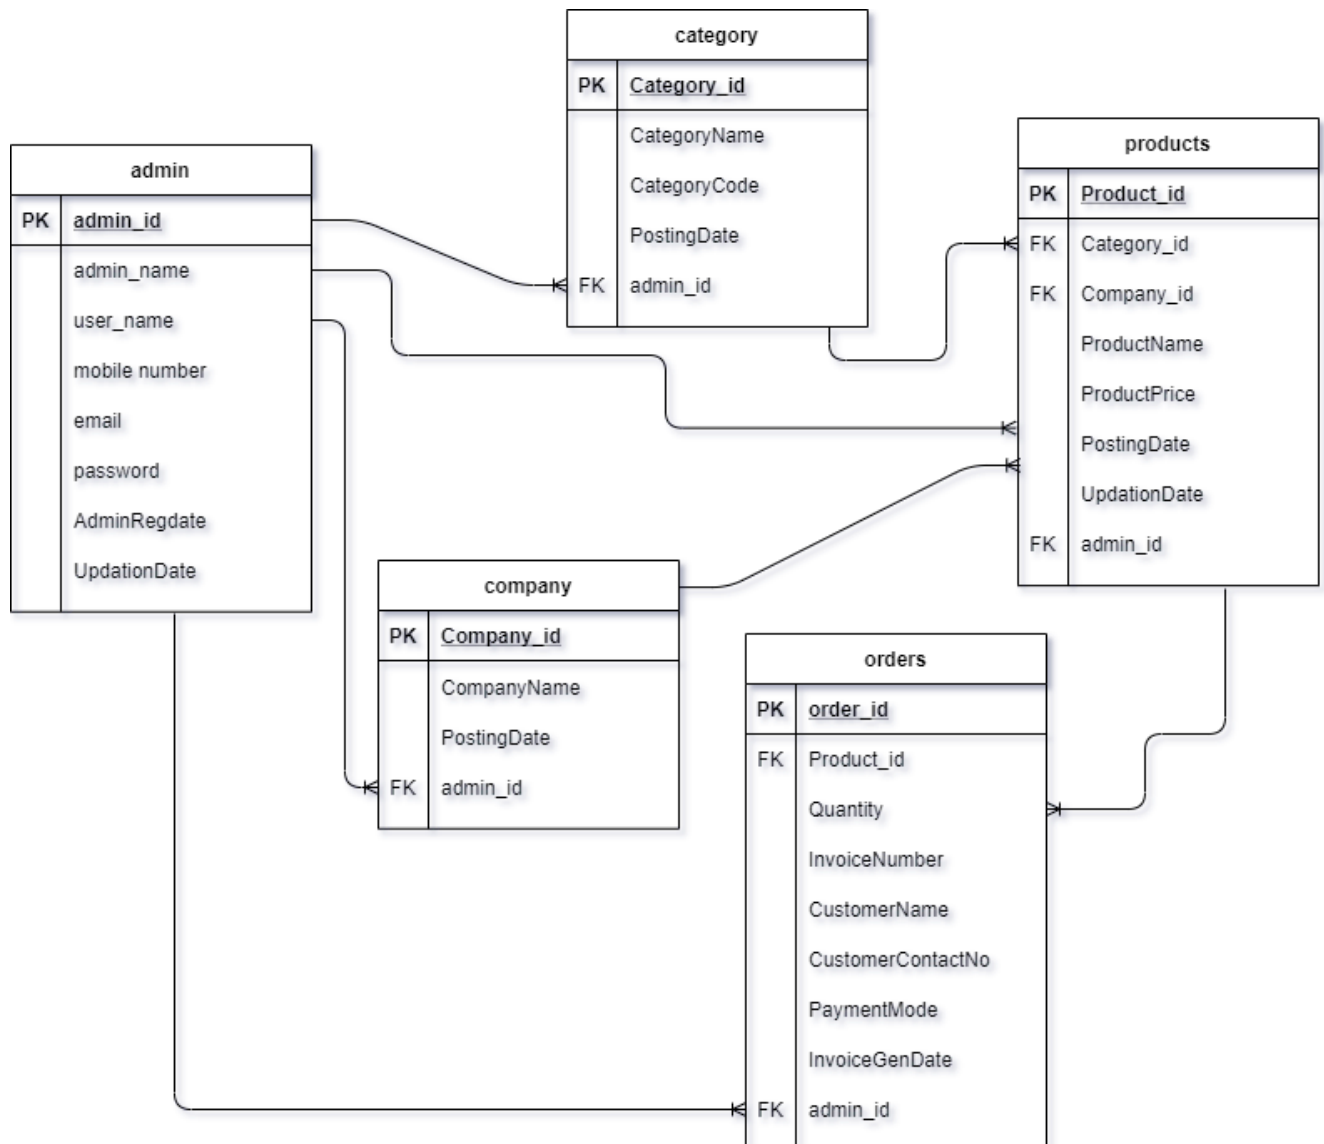 category
PK Category_id
CategoryName
CategoryCode
PostingDate
FK admin_id
admin
PK admin_id
admin_name
user_name
mobile number
email
password
AdminRegdate
UpdationDate
products
PK Product_id
FK Category_id
FK Company_id
ProductName
ProductPrice
PostingDate
UpdationDate
FK admin_id
company
PK Company_id
CompanyName
PostingDate
FK admin_id
orders
PK order_id
FK Product_id
Quantity
InvoiceNumber
CustomerName
CustomerContactNo
PaymentMode
InvoiceGenDate
FK admin_id